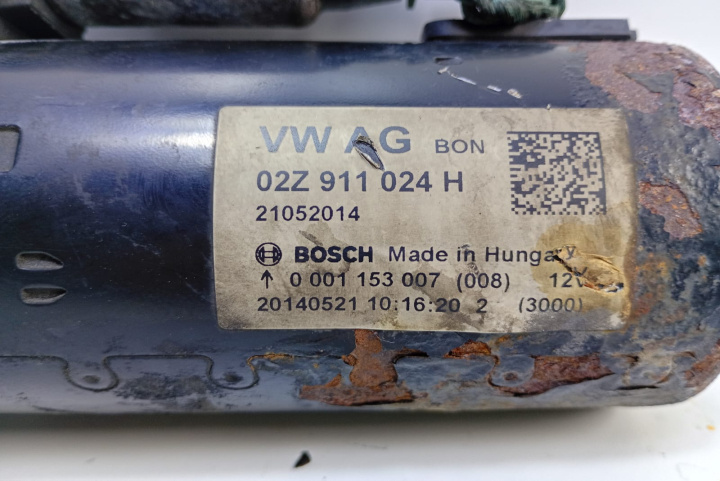 VW AG BON
02Z 911 024 H
21052014
BOSCH Made in Hungary
↑ 0 001 153 007 (008) 12V
20140521 10:16:20 2 (3000)